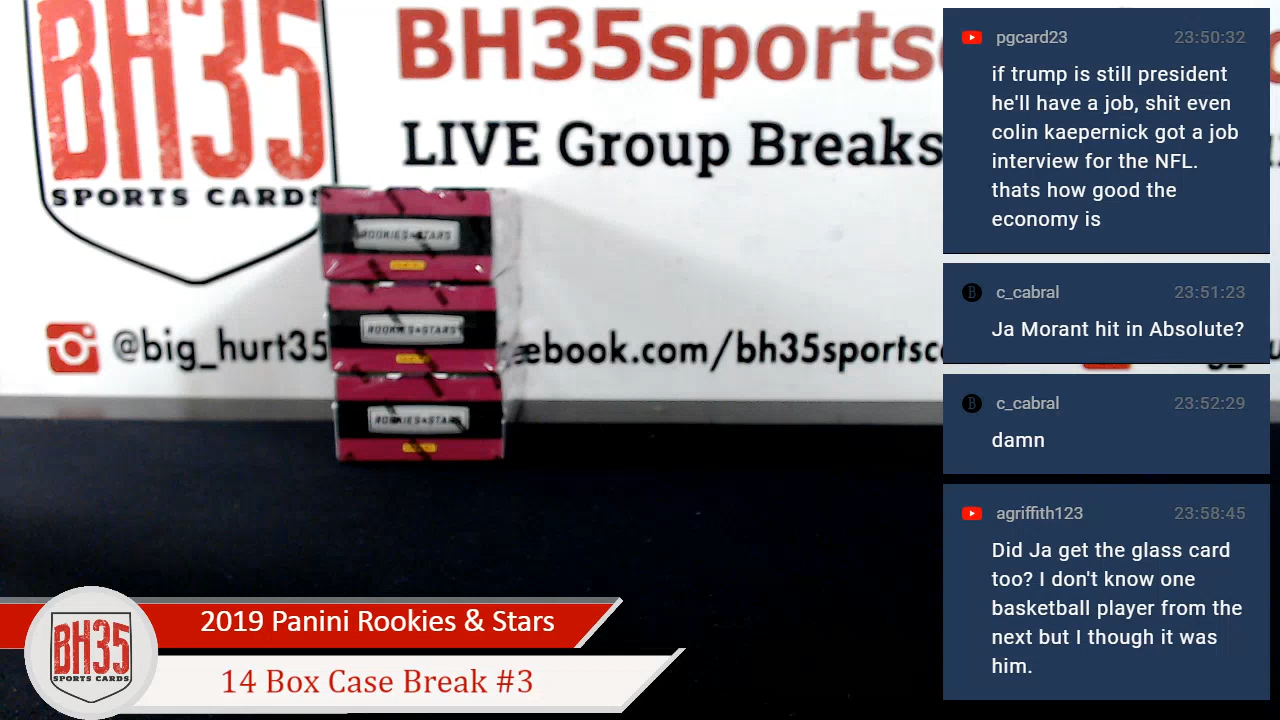 BH35
SPORTS CARDS
BH35sports
LIVE Group Breaks
@big_hurt35
ebook.com/bh35sportsc
ROOKIES & STARS
ROOKIES & STARS
ROOKIES & STARS
pgcard23 23:50:32
if trump is still president
he'll have a job, shit even
colin kaepernick got a job
interview for the NFL.
thats how good the
economy is
c_cabral 23:51:23
Ja Morant hit in Absolute?
c_cabral 23:52:29
damn
agriffith123 23:58:45
Did Ja get the glass card
too? I don't know one
basketball player from the
next but I though it was
him.
BH35
SPORTS CARDS
2019 Panini Rookies & Stars
14 Box Case Break #3